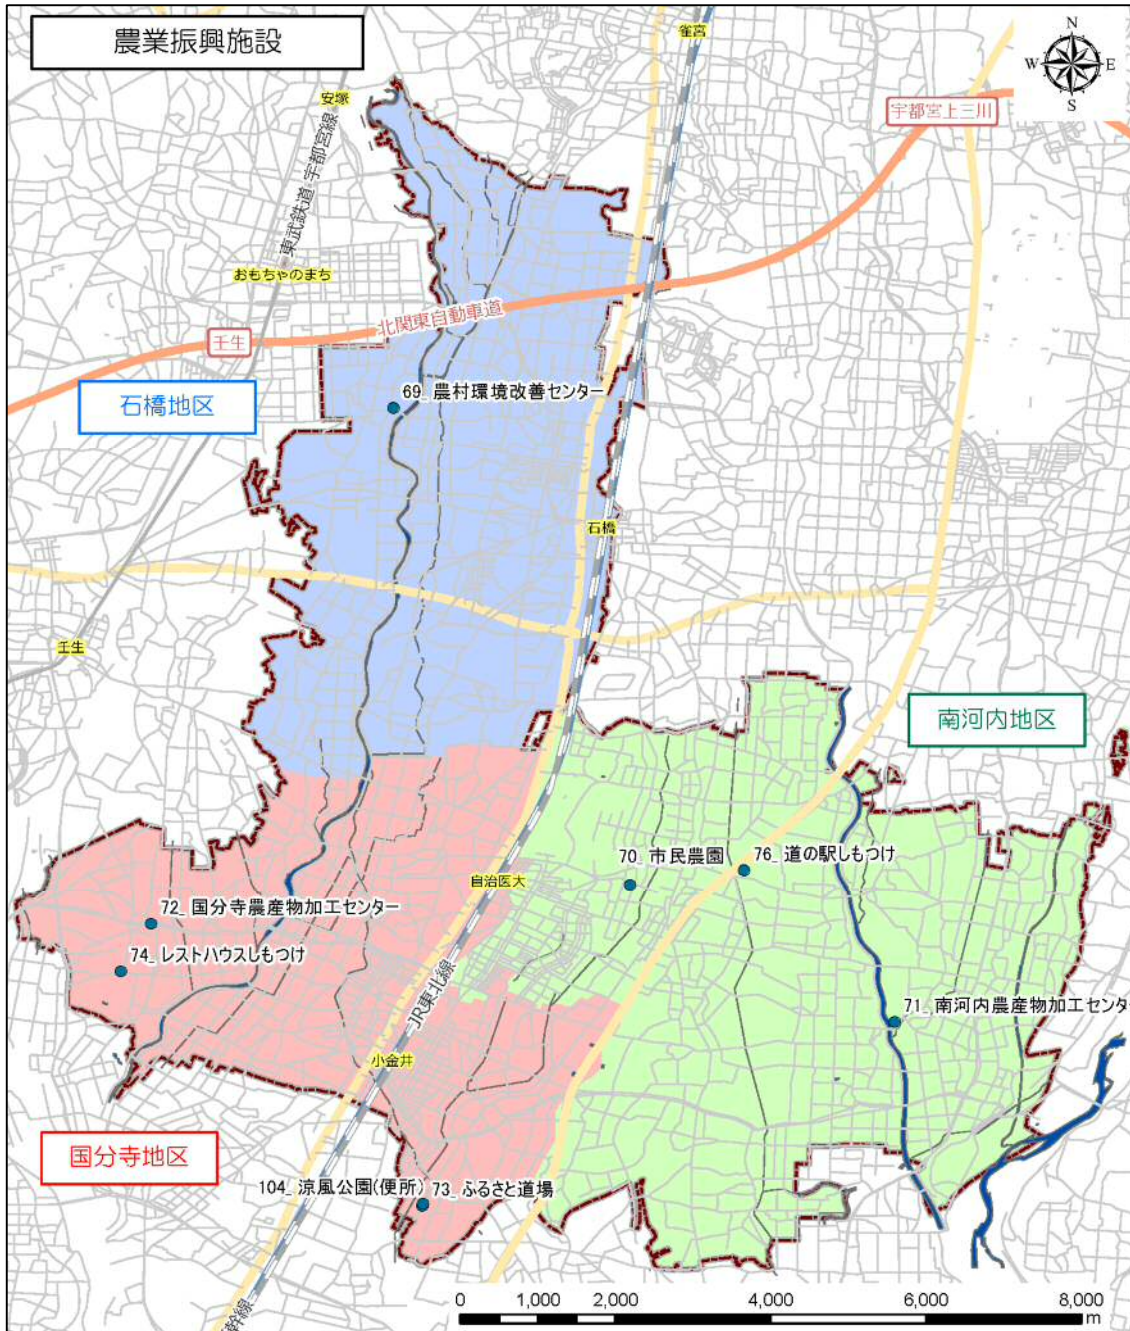 農業振興施設
雀宮
N
W
E
S
安塚
宇都宮上三川
東武鉄道 宇都宮線
おもちゃのまち
北関東自動車道
壬生
石橋地区
69_農村環境改善センター
石橋
壬生
南河内地区
70_市民農園
76_道の駅しもつけ
自治医大
72_国分寺農産物加工センター
74_レストハウスしもつけ
JR東北線
71_南河内農産物加工センタ
小金井
国分寺地区
104_涼風公園(便所)
73_ふるさと道場
幹線
0 1,000 2,000 4,000 6,000 8,000
m